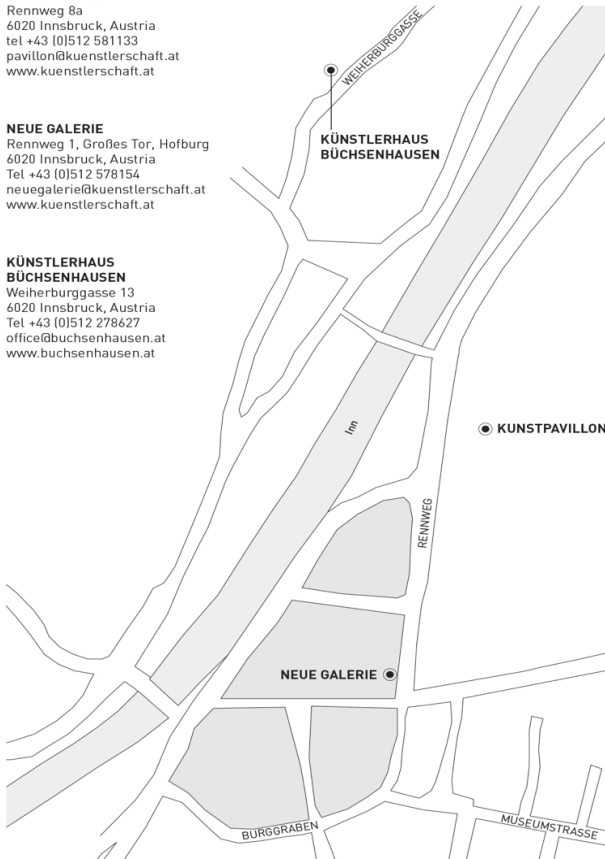 Rennweg 8a
6020 Innsbruck, Austria
tel +43 (0)512 581133
pavillon@kuenstlerschaft.at
www.kuenstlerschaft.at
NEUE GALERIE
Rennweg 1, Großes Tor, Hofburg
6020 Innsbruck, Austria
Tel +43 (0)512 578154
neuegalerie@kuenstlerschaft.at
www.kuenstlerschaft.at
KÜNSTLERHAUS
BÜCHSENHAUSEN
Weiherburggasse 13
6020 Innsbruck, Austria
Tel +43 (0)512 278627
office@buchsenhausen.at
www.buchsenhausen.at
WEIHERBURGGASSE
KÜNSTLERHAUS
BÜCHSENHAUSEN
Inn
KUNSTPAVILLON
RENNWEG
NEUE GALERIE
BURGGRABEN
MUSEUMSTRASSE